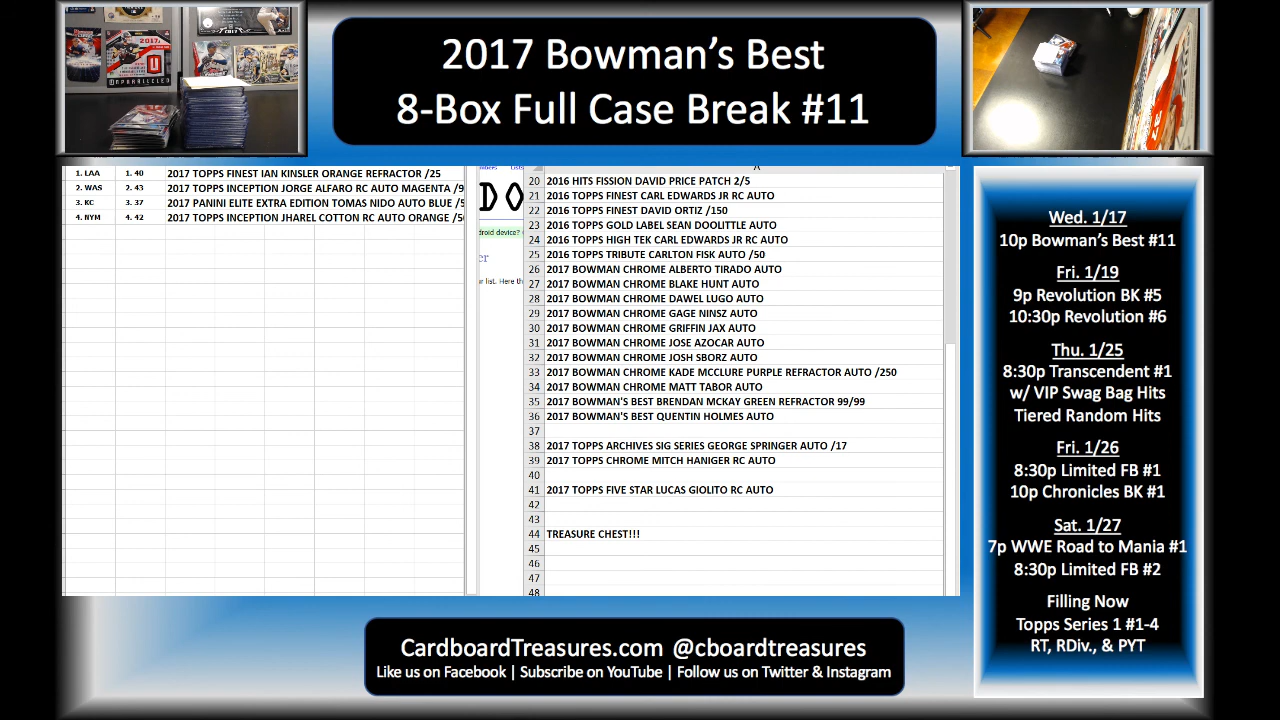 2017 Bowman's Best
8-Box Full Case Break #11
1. LAA 1. 40 2017 TOPPS FINEST IAN KINSLER ORANGE REFRACTOR /25
2. WAS 2. 43 2017 TOPPS INCEPTION JORGE ALFARO RC AUTO MAGENTA /9
3. KC 3. 37 2017 PANINI ELITE EXTRA EDITION TOMAS NIDO AUTO BLUE /5
4. NYM 4. 42 2017 TOPPS INCEPTION JHAREL COTTON RC AUTO ORANGE /50
DO
droid device?
er
ur list. Here th
20 2016 HITS FISSION DAVID PRICE PATCH 2/5
21 2016 TOPPS FINEST CARL EDWARDS JR RC AUTO
22 2016 TOPPS FINEST DAVID ORTIZ /150
23 2016 TOPPS GOLD LABEL SEAN DOOLITTLE AUTO
24 2016 TOPPS HIGH TEK CARL EDWARDS JR RC AUTO
25 2016 TOPPS TRIBUTE CARLTON FISK AUTO /50
26 2017 BOWMAN CHROME ALBERTO TIRADO AUTO
27 2017 BOWMAN CHROME BLAKE HUNT AUTO
28 2017 BOWMAN CHROME DAWEL LUGO AUTO
29 2017 BOWMAN CHROME GAGE NINSZ AUTO
30 2017 BOWMAN CHROME GRIFFIN JAX AUTO
31 2017 BOWMAN CHROME JOSE AZOCAR AUTO
32 2017 BOWMAN CHROME JOSH SBORZ AUTO
33 2017 BOWMAN CHROME KADE MCCLURE PURPLE REFRACTOR AUTO /250
34 2017 BOWMAN CHROME MATT TABOR AUTO
35 2017 BOWMAN'S BEST BRENDAN MCKAY GREEN REFRACTOR 99/99
36 2017 BOWMAN'S BEST QUENTIN HOLMES AUTO
37
38 2017 TOPPS ARCHIVES SIG SERIES GEORGE SPRINGER AUTO /17
39 2017 TOPPS CHROME MITCH HANIGER RC AUTO
40
41 2017 TOPPS FIVE STAR LUCAS GIOLITO RC AUTO
42
43
44 TREASURE CHEST!!!
45
46
47
48
Wed. 1/17
10p Bowman's Best #11
Fri. 1/19
9p Revolution BK #5
10:30p Revolution #6
Thu. 1/25
8:30p Transcendent #1
w/ VIP Swag Bag Hits
Tiered Random Hits
Fri. 1/26
8:30p Limited FB #1
10p Chronicles BK #1
Sat. 1/27
7p WWE Road to Mania #1
8:30p Limited FB #2
Filling Now
Topps Series 1 #1-4
RT, RDiv., & PYT
CardboardTreasures.com @cboardtreasures
Like us on Facebook | Subscribe on YouTube | Follow us on Twitter & Instagram